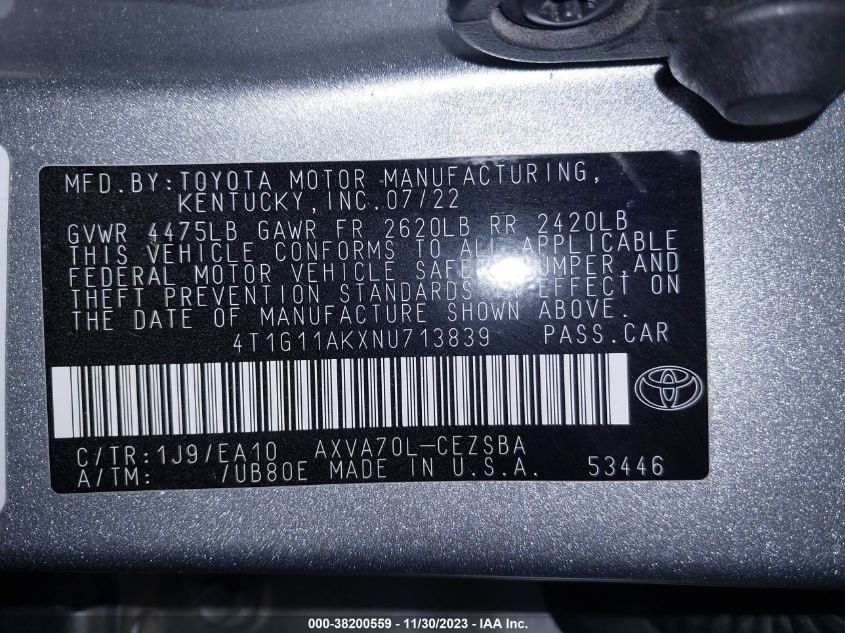 MFD.BY:TOYOTA MOTOR MANUFACTURING,
KENTUCKY,INC.07/22
GVWR 4475LB GAWR FR 2620LB RR 2420LB
THIS VEHICLE CONFORMS TO ALL APPLICABLE
FEDERAL MOTOR VEHICLE AND
THEFT PREVENTION STANDARDS IN EFFECT ON
THE DATE OF MANUFACTURE SHOWN ABOVE.
4T1G11AKXNU713839 PASS.CAR
C/TR:1J9/EA10 AXVA70L-CEZSBA
A/TM: /UB80E MADE IN U.S.A. 53446
000-38200559 - 11/30/2023 - © IAA Inc.